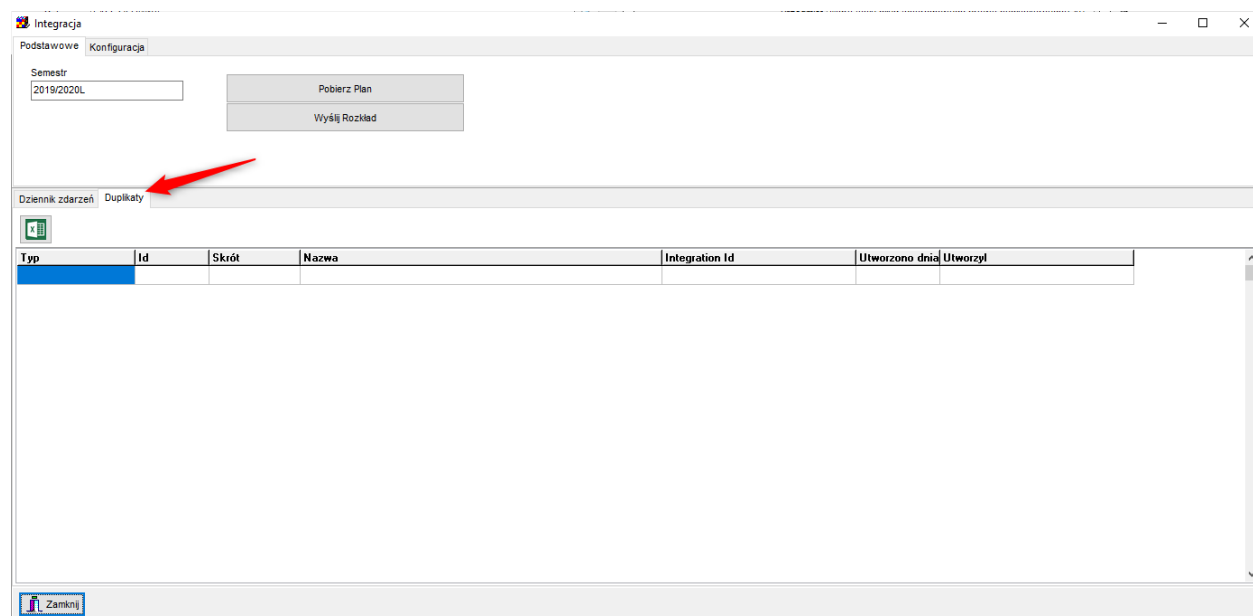 Integracja
Podstawowe Konfiguracja
Semestr
2019/2020L
Pobierz Plan
Wyślij Rozkład
Dziennik zdarzeń Duplikaty
Typ Id Skrót Nazwa Integration Id Utworzono dnia Utworzyl
Zamknij